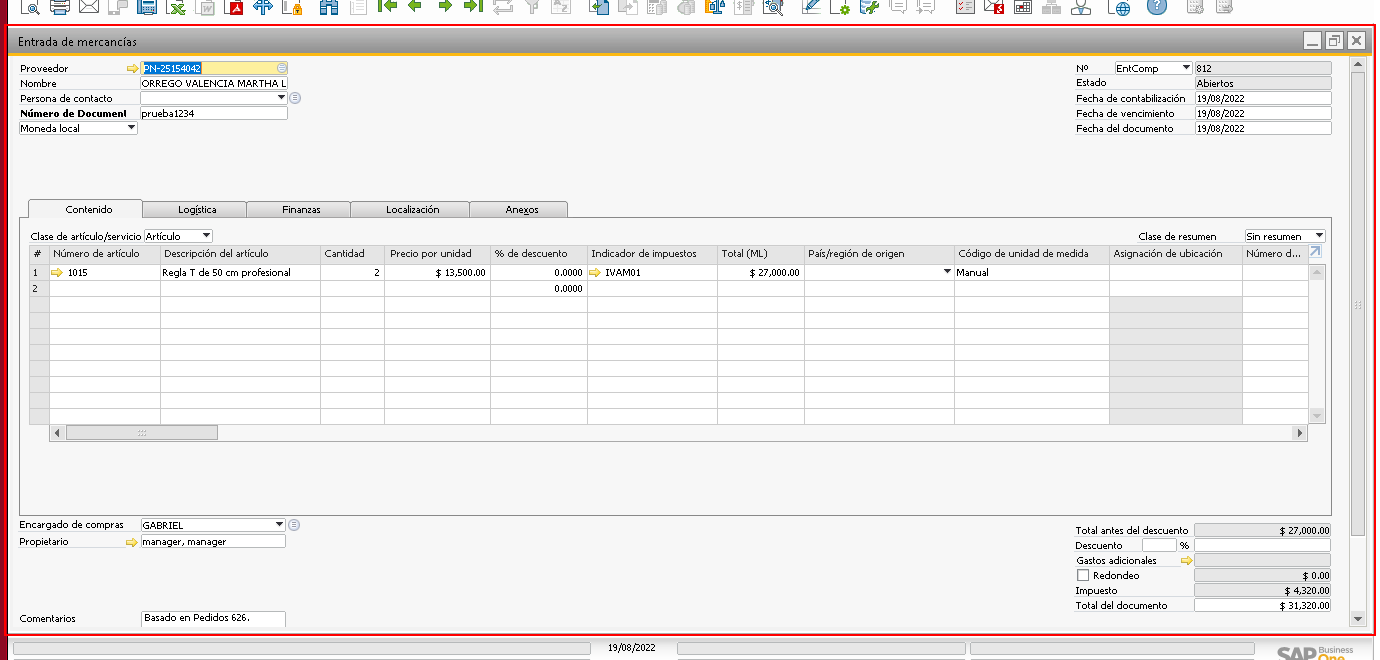 Entrada de mercancías
Proveedor PN-25154042
Nombre ORREGO VALENCIA MARTHA L
Persona de contacto
Número de Document prueba1234
Moneda local
Nº EntComp 812
Estado Abiertos
Fecha de contabilización 19/08/2022
Fecha de vencimiento 19/08/2022
Fecha del documento 19/08/2022
Contenido Logística Finanzas Localización Anexos
Clase de artículo/servicio Artículo Clase de resumen Sin resumen
# Número de artículo Descripción del artículo Cantidad Precio por unidad % de descuento Indicador de impuestos Total (ML) País/región de origen Código de unidad de medida Asignación de ubicación Número d...
1 1015 Regla T de 50 cm profesional 2 $ 13,500.00 0.0000 IVAM01 $ 27,000.00 Manual
2 0.0000
Encargado de compras GABRIEL
Propietario manager, manager
Comentarios Basado en Pedidos 626.
Total antes del descuento $ 27,000.00
Descuento %
Gastos adicionales
Redondeo $ 0.00
Impuesto $ 4,320.00
Total del documento $ 31,320.00
19/08/2022
SAP Business
One